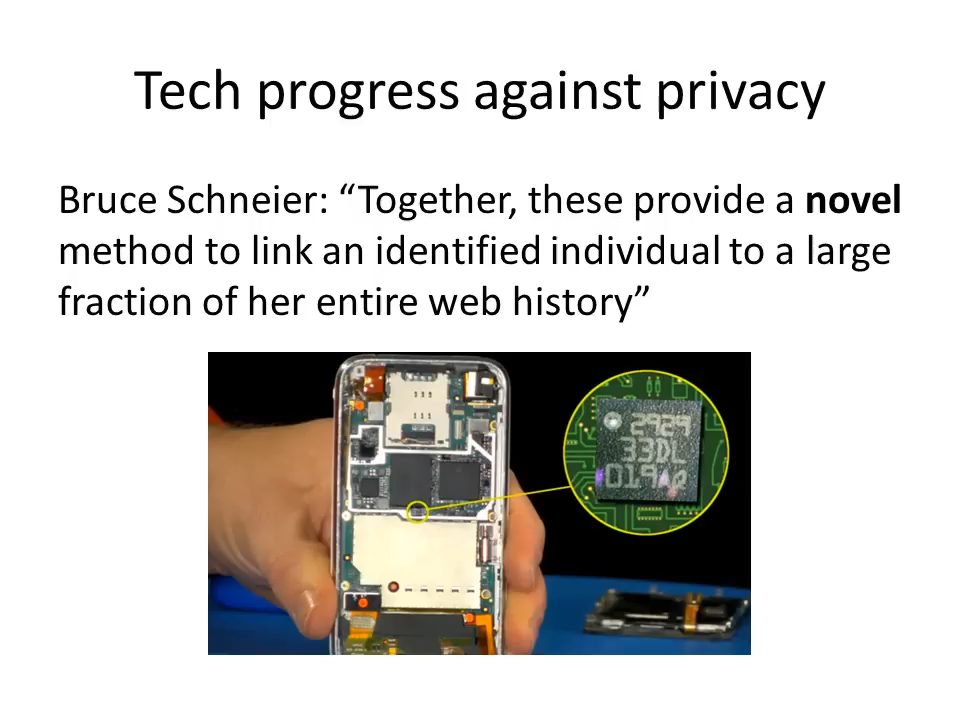 Tech progress against privacy
Bruce Schneier: “Together, these provide a novel
method to link an identified individual to a large
fraction of her entire web history”
2929
33DL
019AQ